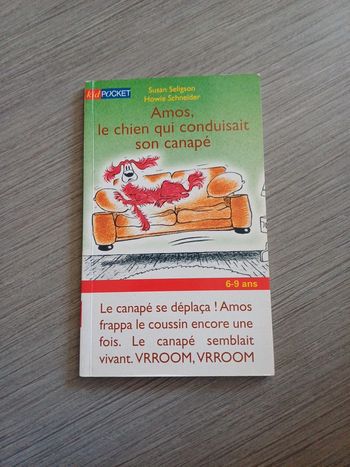 kid POCKET
Susan Seligson
Howie Schneider
Amos,
le chien qui conduisait
son canapé
6-9 ans
Le canapé se déplaça ! Amos
frappa le coussin encore une
fois. Le canapé semblait
vivant. VRROOM, VRROOM